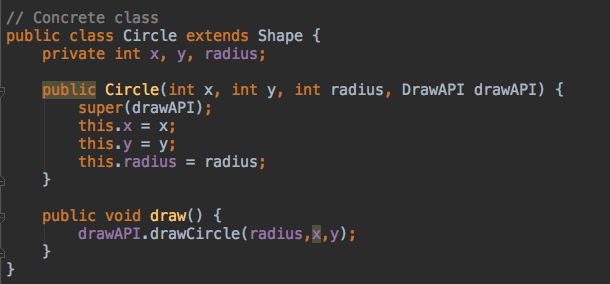 // Concrete class
public class Circle extends Shape {
    private int x, y, radius;

    public Circle(int x, int y, int radius, DrawAPI drawAPI) {
        super(drawAPI);
        this.x = x;
        this.y = y;
        this.radius = radius;
    }

    public void draw() {
        drawAPI.drawCircle(radius,x,y);
    }
}